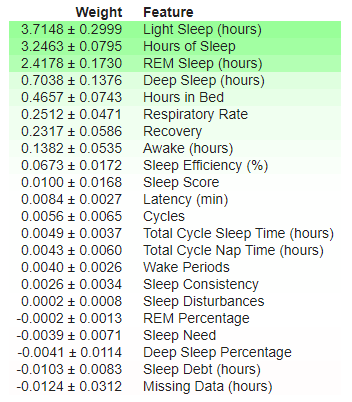 Weight Feature
3.7148 ± 0.2999 Light Sleep (hours)
3.2463 ± 0.0795 Hours of Sleep
2.4178 ± 0.1730 REM Sleep (hours)
0.7038 ± 0.1376 Deep Sleep (hours)
0.4657 ± 0.0743 Hours in Bed
0.2512 ± 0.0471 Respiratory Rate
0.2317 ± 0.0586 Recovery
0.1382 ± 0.0535 Awake (hours)
0.0673 ± 0.0172 Sleep Efficiency (%)
0.0100 ± 0.0168 Sleep Score
0.0084 ± 0.0027 Latency (min)
0.0056 ± 0.0065 Cycles
0.0049 ± 0.0037 Total Cycle Sleep Time (hours)
0.0043 ± 0.0060 Total Cycle Nap Time (hours)
0.0040 ± 0.0026 Wake Periods
0.0026 ± 0.0034 Sleep Consistency
0.0002 ± 0.0008 Sleep Disturbances
-0.0002 ± 0.0013 REM Percentage
-0.0039 ± 0.0071 Sleep Need
-0.0041 ± 0.0114 Deep Sleep Percentage
-0.0103 ± 0.0083 Sleep Debt (hours)
-0.0124 ± 0.0312 Missing Data (hours)